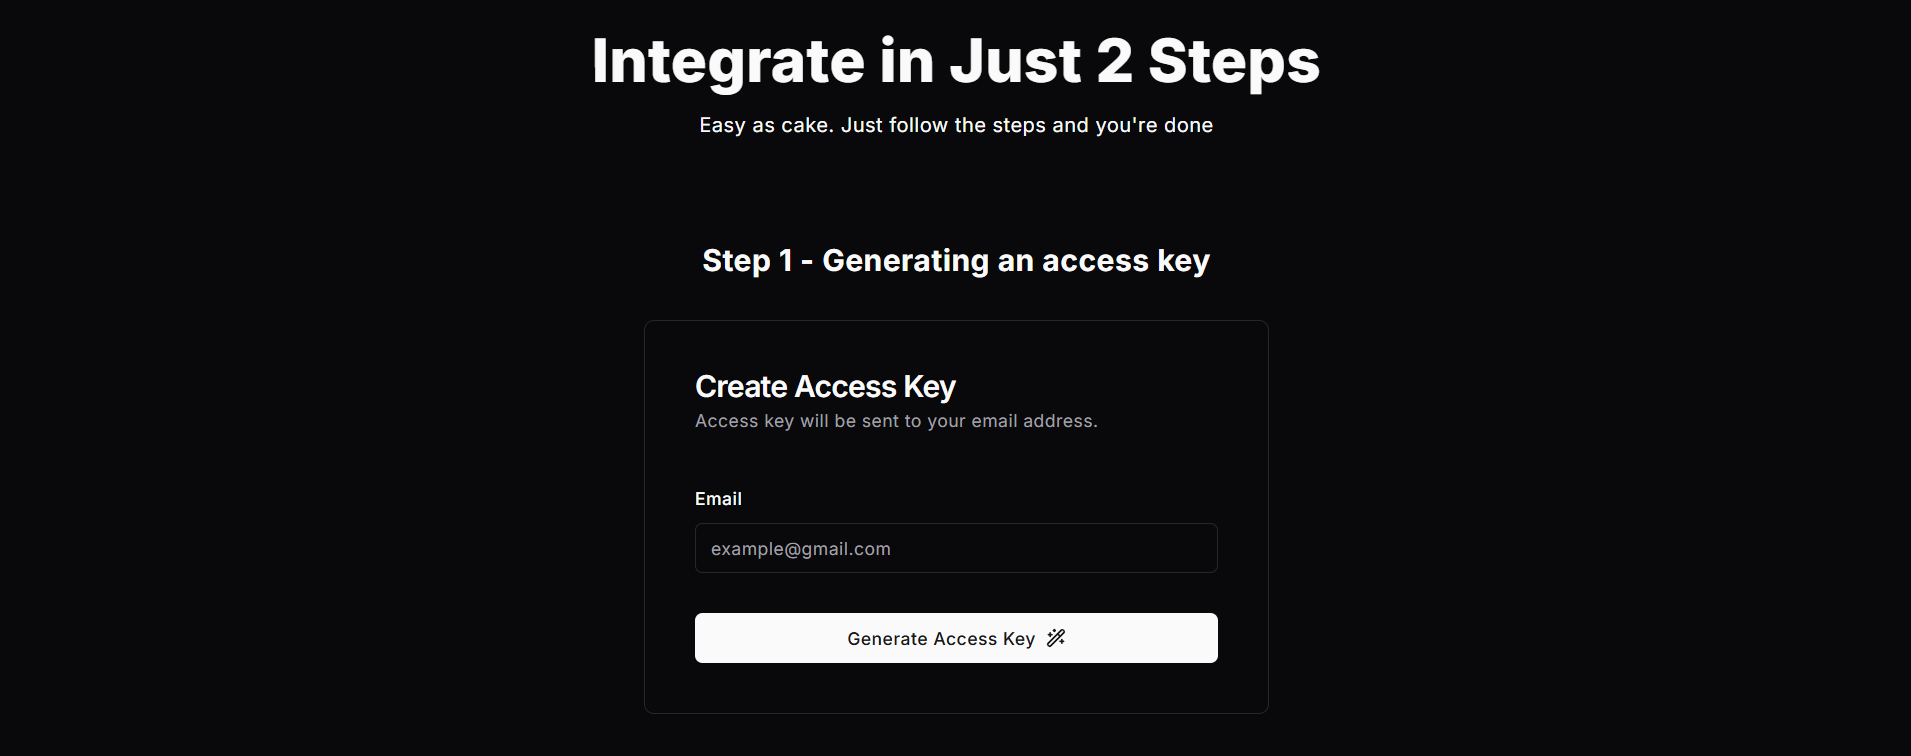 Integrate in Just 2 Steps
Easy as cake. Just follow the steps and you're done
Step 1 - Generating an access key
Create Access Key
Access key will be sent to your email address.
Email
example@gmail.com
Generate Access Key